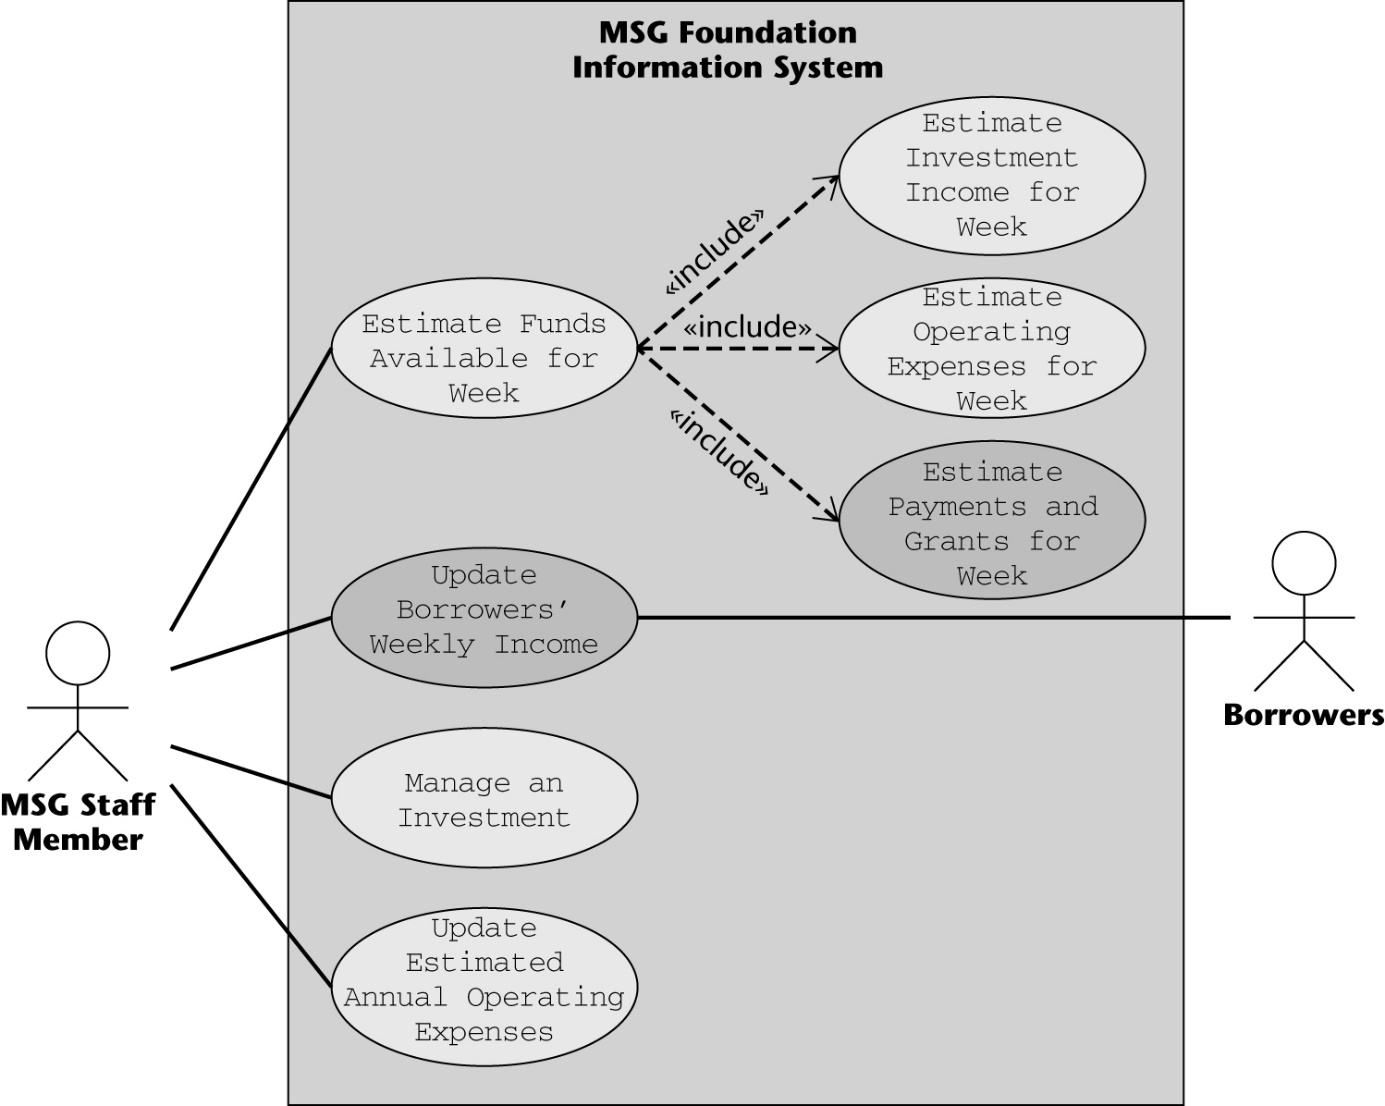 MSG Foundation
Information System
Estimate
Investment
Income for
Week
«include»
Estimate Funds
Available for
Week
«include»
Estimate
Operating
Expenses for
Week
«include»
Estimate
Payments and
Grants for
Week
Update
Borrowers’
Weekly Income
Borrowers
MSG Staff
Member
Manage an
Investment
Update
Estimated
Annual Operating
Expenses